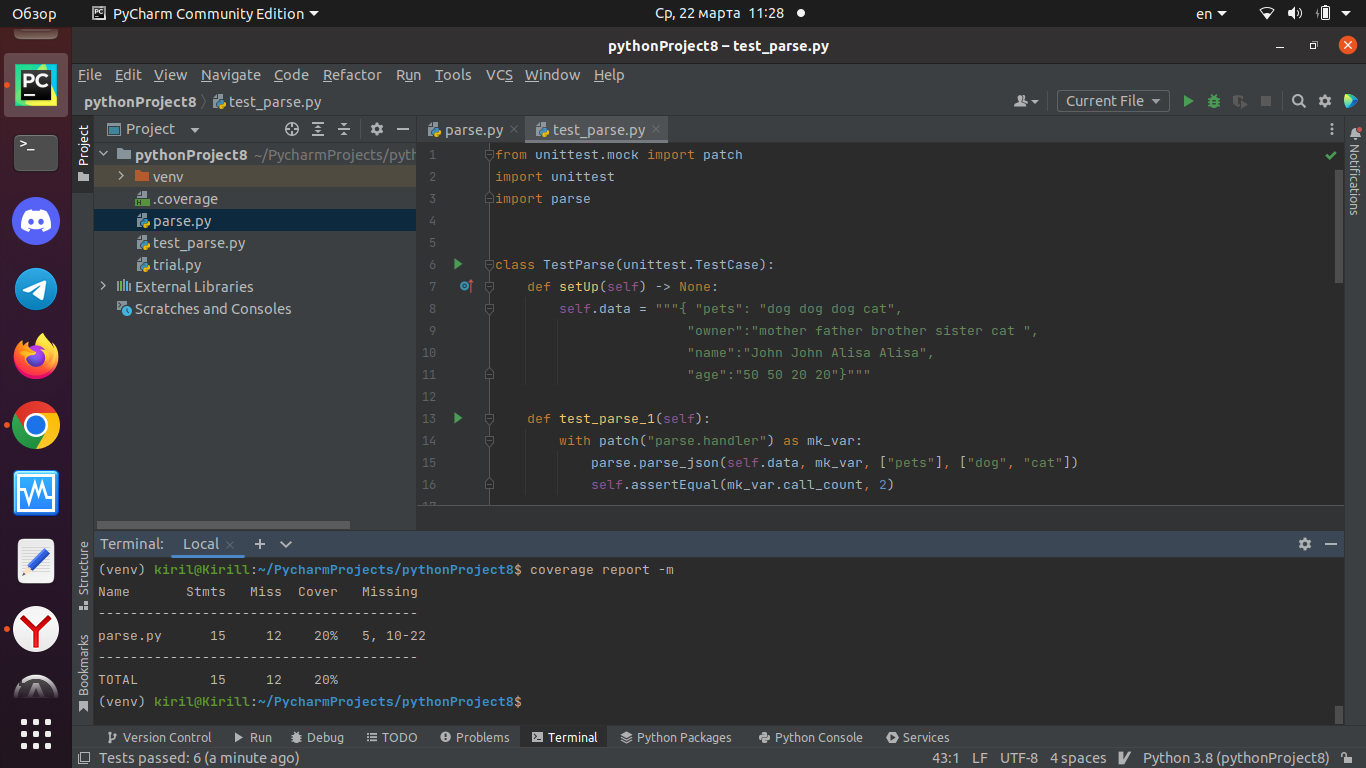 Обзор PyCharm Community Edition Ср, 22 марта 11:28 en
pythonProject8 – test_parse.py
File Edit View Navigate Code Refactor Run Tools VCS Window Help
pythonProject8 test_parse.py Current File
Project Project parse.py test_parse.py
Notifications
pythonProject8 ~/PycharmProjects/pyth
venv
.coverage
parse.py
test_parse.py
trial.py
External Libraries
Scratches and Consoles
1 from unittest.mock import patch
2 import unittest
3 import parse
4
5
6 class TestParse(unittest.TestCase):
7 def setUp(self) -> None:
8 self.data = """{ "pets": "dog dog dog cat",
9 "owner":"mother father brother sister cat ",
10 "name":"John John Alisa Alisa",
11 "age":"50 50 20 20"}"""
12
13 def test_parse_1(self):
14 with patch("parse.handler") as mk_var:
15 parse.parse_json(self.data, mk_var, ["pets"], ["dog", "cat"])
16 self.assertEqual(mk_var.call_count, 2)
17
Structure
Bookmarks
Terminal: Local
(venv) kiril@Kirill:~/PycharmProjects/pythonProject8$ coverage report -m
Name Stmts Miss Cover Missing
----------------------------------------
parse.py 15 12 20% 5, 10-22
----------------------------------------
TOTAL 15 12 20%
(venv) kiril@Kirill:~/PycharmProjects/pythonProject8$
Version Control Run Debug TODO Problems Terminal Python Packages Python Console Services
Tests passed: 6 (a minute ago) 43:1 LF UTF-8 4 spaces Python 3.8 (pythonProject8)